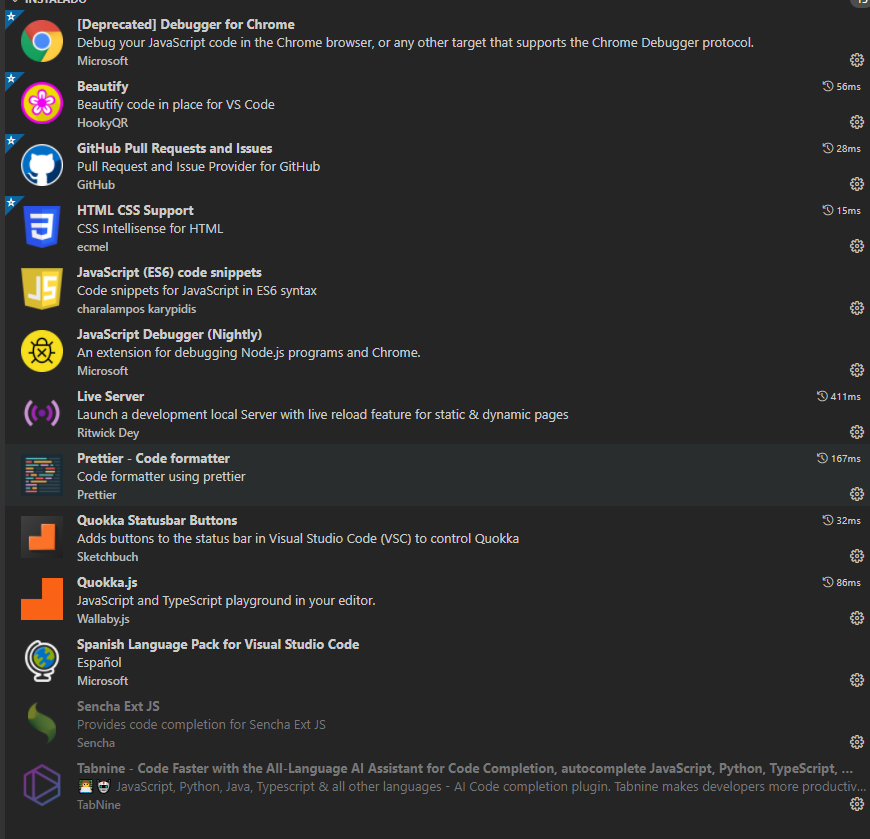 INSTALADO
[Deprecated] Debugger for Chrome
Debug your JavaScript code in the Chrome browser, or any other target that supports the Chrome Debugger protocol.
Microsoft
Beautify 56ms
Beautify code in place for VS Code
HookyQR
GitHub Pull Requests and Issues 28ms
Pull Request and Issue Provider for GitHub
GitHub
HTML CSS Support 15ms
CSS Intellisense for HTML
ecmel
JS
JavaScript (ES6) code snippets
Code snippets for JavaScript in ES6 syntax
charalampos karypidis
JavaScript Debugger (Nightly)
An extension for debugging Node.js programs and Chrome.
Microsoft
Live Server 411ms
Launch a development local Server with live reload feature for static & dynamic pages
Ritwick Dey
Prettier - Code formatter 167ms
Code formatter using prettier
Prettier
Quokka Statusbar Buttons 32ms
Adds buttons to the status bar in Visual Studio Code (VSC) to control Quokka
Sketchbuch
Quokka.js 86ms
JavaScript and TypeScript playground in your editor.
Wallaby.js
Spanish Language Pack for Visual Studio Code
Español
Microsoft
Sencha Ext JS
Provides code completion for Sencha Ext JS
Sencha
Tabnine - Code Faster with the All-Language AI Assistant for Code Completion, autocomplete JavaScript, Python, TypeScript, ...
JavaScript, Python, Java, Typescript & all other languages - AI Code completion plugin. Tabnine makes developers more productiv...
TabNine